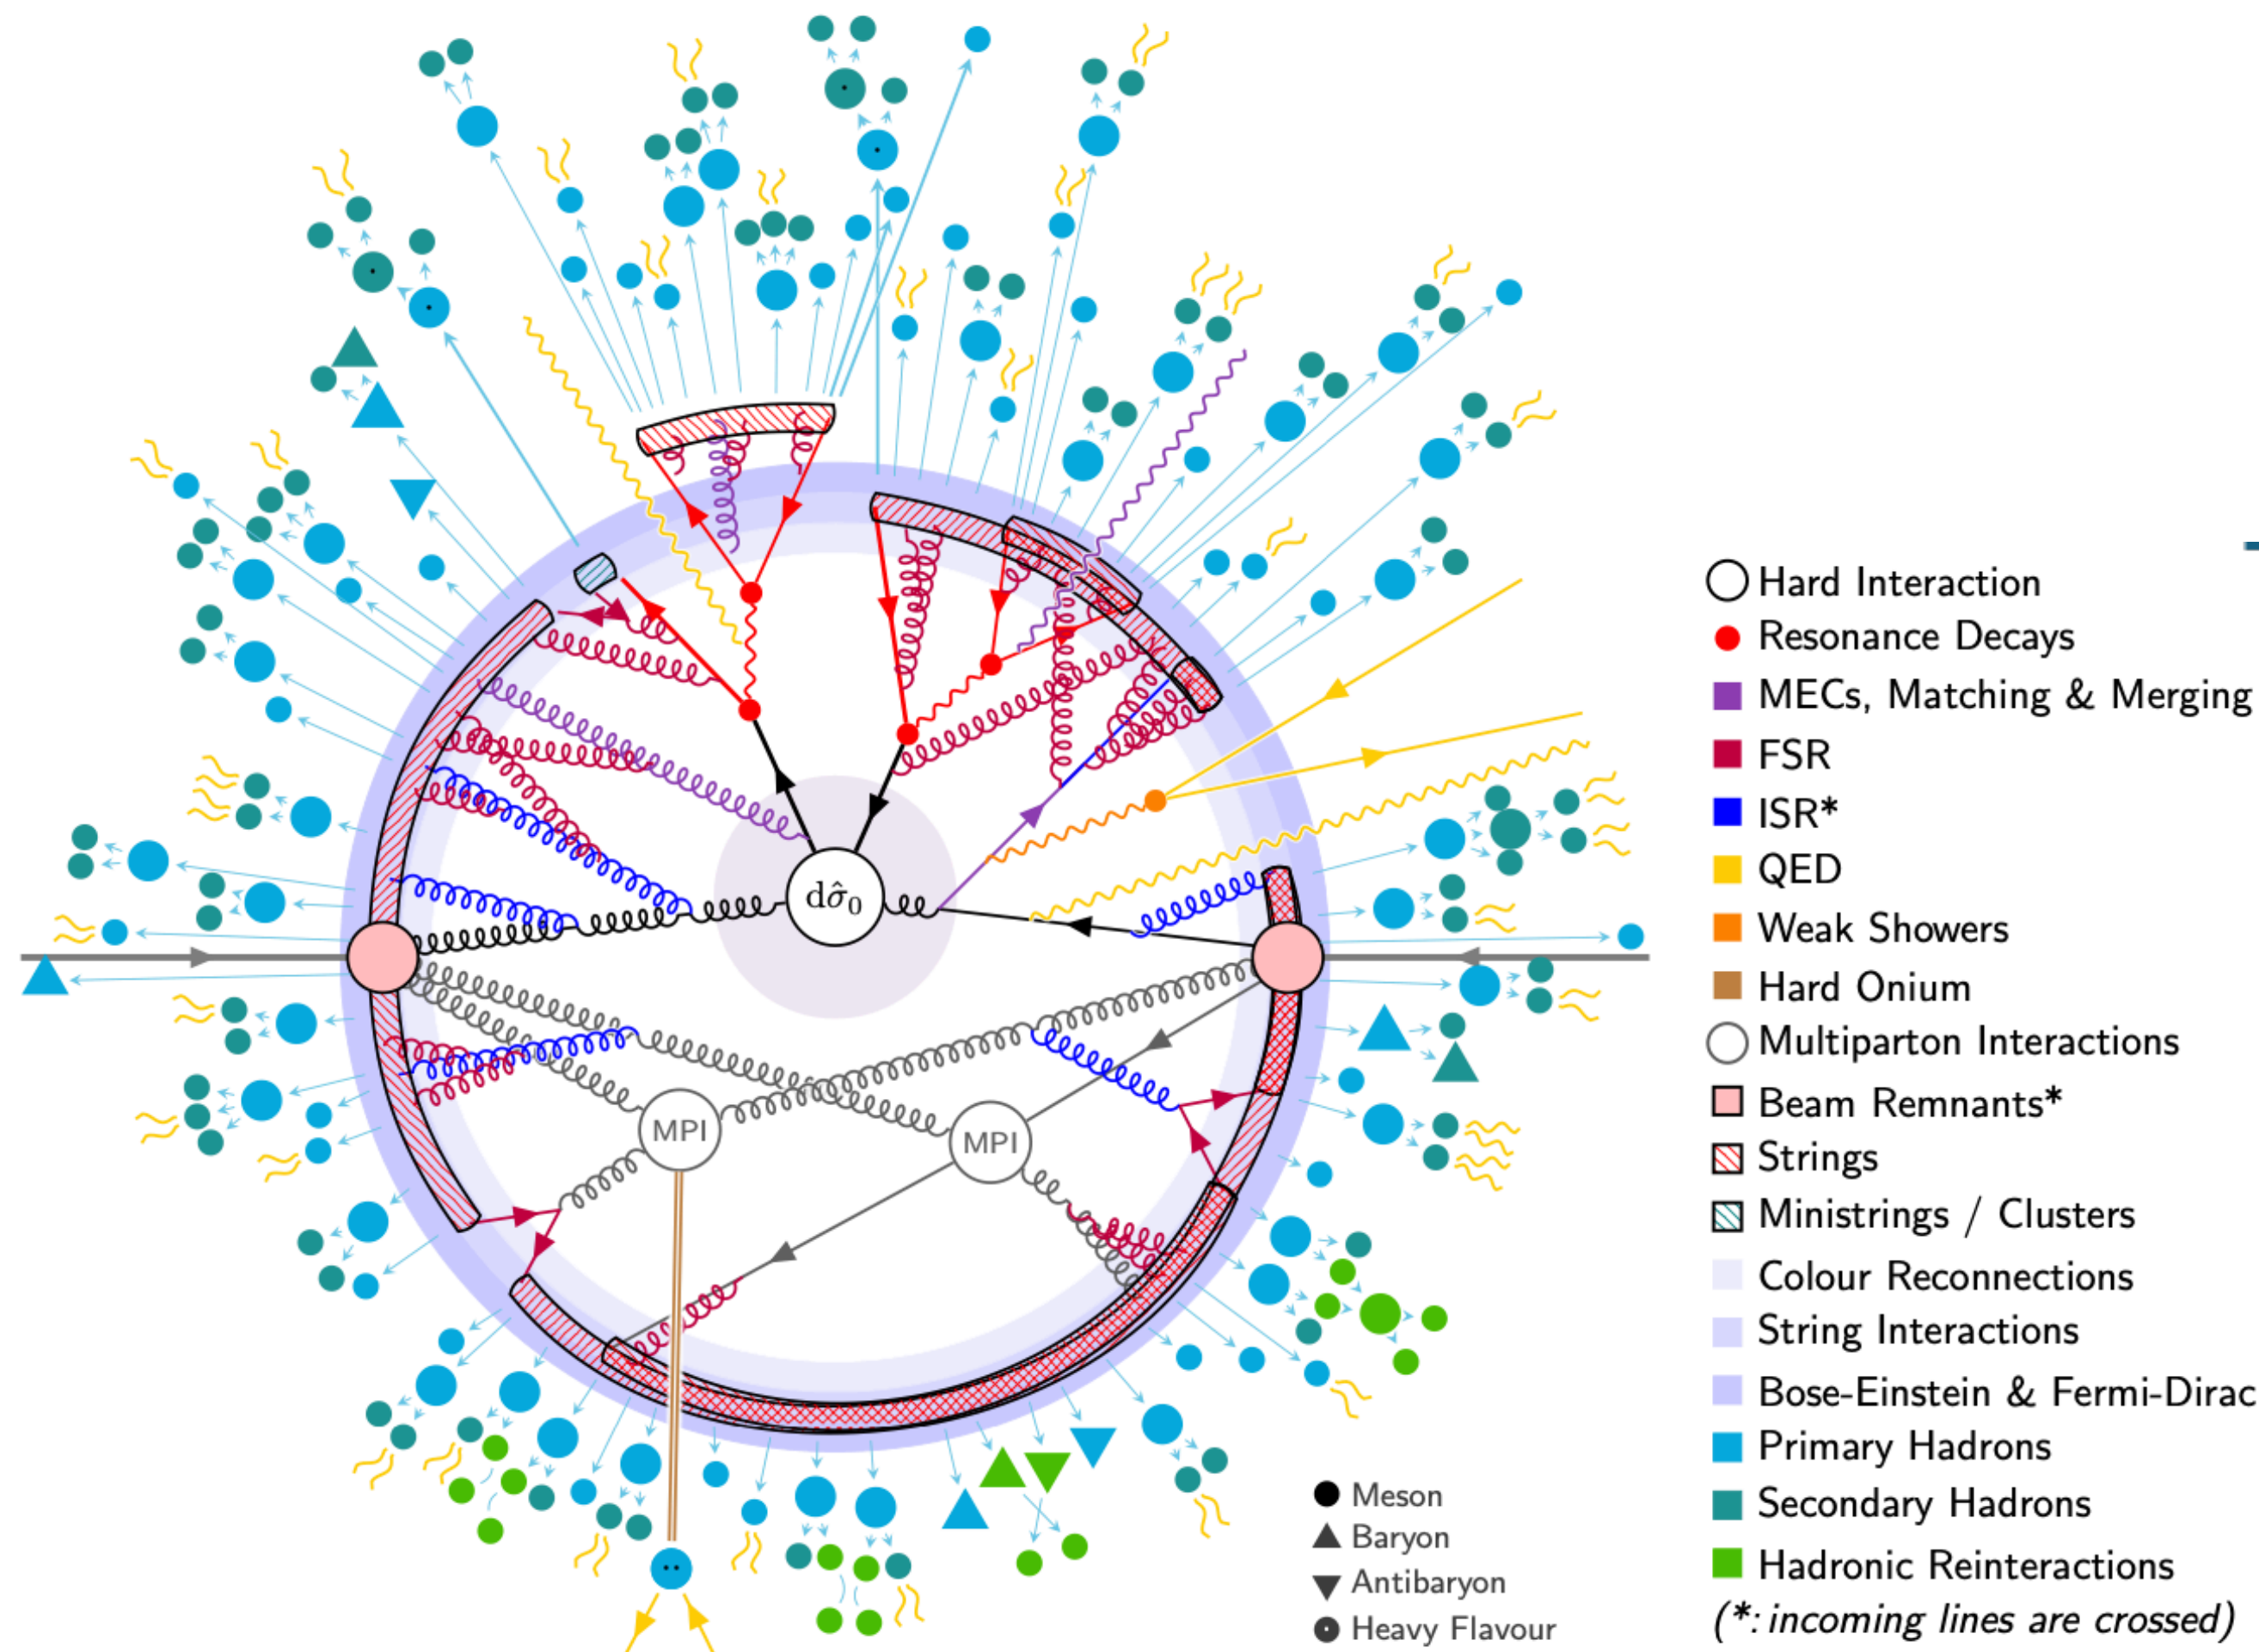 dσ̂₀
MPI
MPI
Hard Interaction
Resonance Decays
MECs, Matching & Merging
FSR
ISR*
QED
Weak Showers
Hard Onium
Multiparton Interactions
Beam Remnants*
Strings
Ministrings / Clusters
Colour Reconnections
String Interactions
Bose-Einstein & Fermi-Dirac
Primary Hadrons
Secondary Hadrons
Hadronic Reinteractions
(*: incoming lines are crossed)
Meson
Baryon
Antibaryon
Heavy Flavour